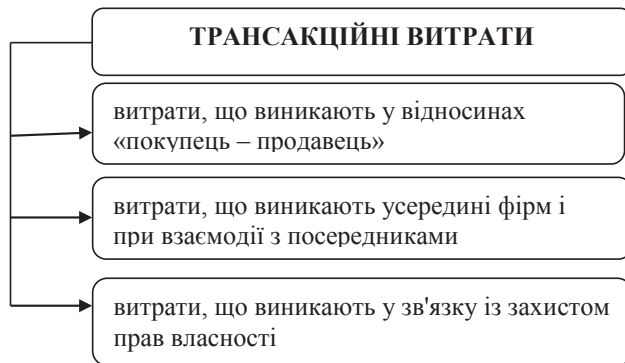 ТРАНСАКЦІЙНІ ВИТРАТИ
витрати, що виникають у відносинах
«покупець – продавець»
витрати, що виникають усередині фірм і
при взаємодії з посередниками
витрати, що виникають у зв'язку із захистом
прав власності